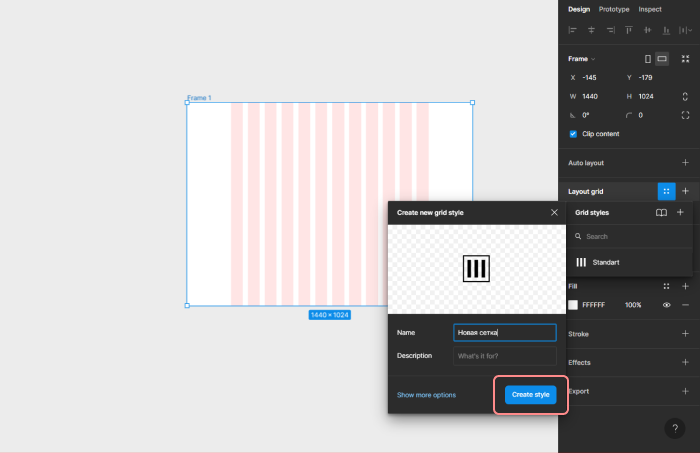 Design Prototype Inspect
Frame
X -145 Y -179
W 1440 H 1024
0° 0
Clip content
Auto layout
Layout grid
Frame 1
1440 × 1024
Create new grid style
Name Новая сетка
Description What's it for?
Show more options Create style
Grid styles
Search
Standart
Fill
FFFFFF 100%
Stroke
Effects
Export
?